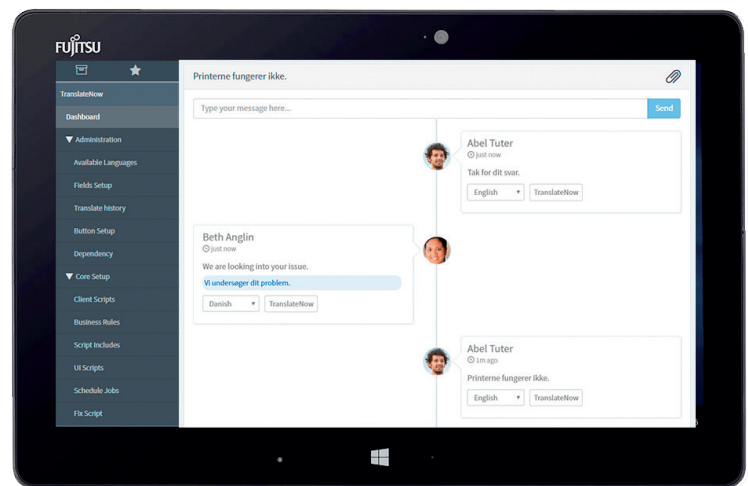 FUJITSU
TranslateNow
Dashboard
▼ Administration
Available Languages
Fields Setup
Translate history
Button Setup
Dependency
▼ Core Setup
Client Scripts
Business Rules
Script Includes
UI Scripts
Schedule Jobs
Fix Script
Printerne fungerer ikke.
Type your message here...
Send
Abel Tuter
just now
Tak for dit svar.
English
TranslateNow
Beth Anglin
just now
We are looking into your issue.
Vi undersøger dit problem.
Danish
TranslateNow
Abel Tuter
1m ago
Printerne fungerer ikke.
English
TranslateNow